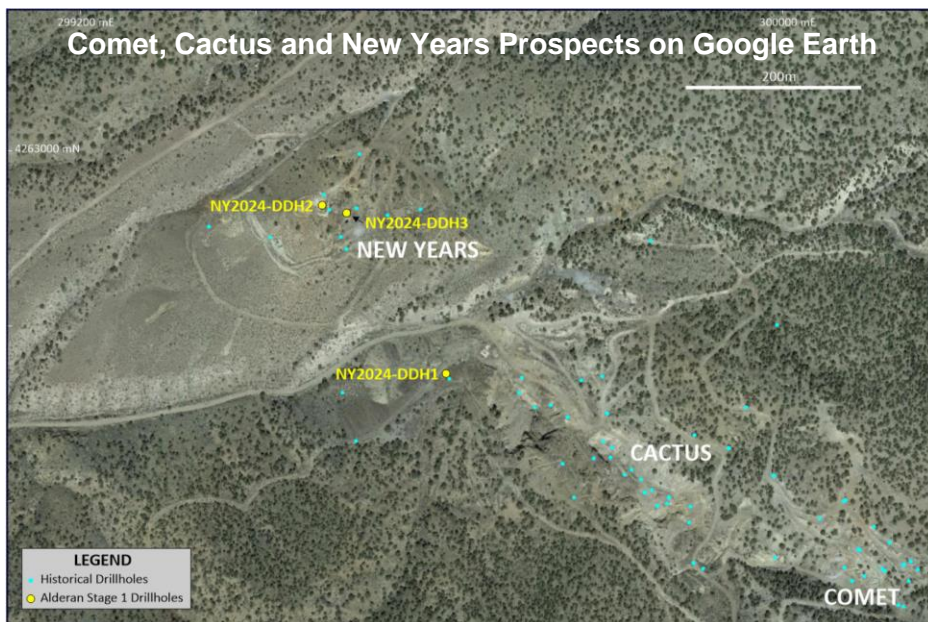 299200 mE
300000 mE
Comet, Cactus and New Years Prospects on Google Earth
200m
4263000 mN
NY2024-DDH2
NY2024-DDH3
NEW YEARS
NY2024-DDH1
CACTUS
LEGEND
Historical Drillholes
Alderan Stage 1 Drillholes
COMET